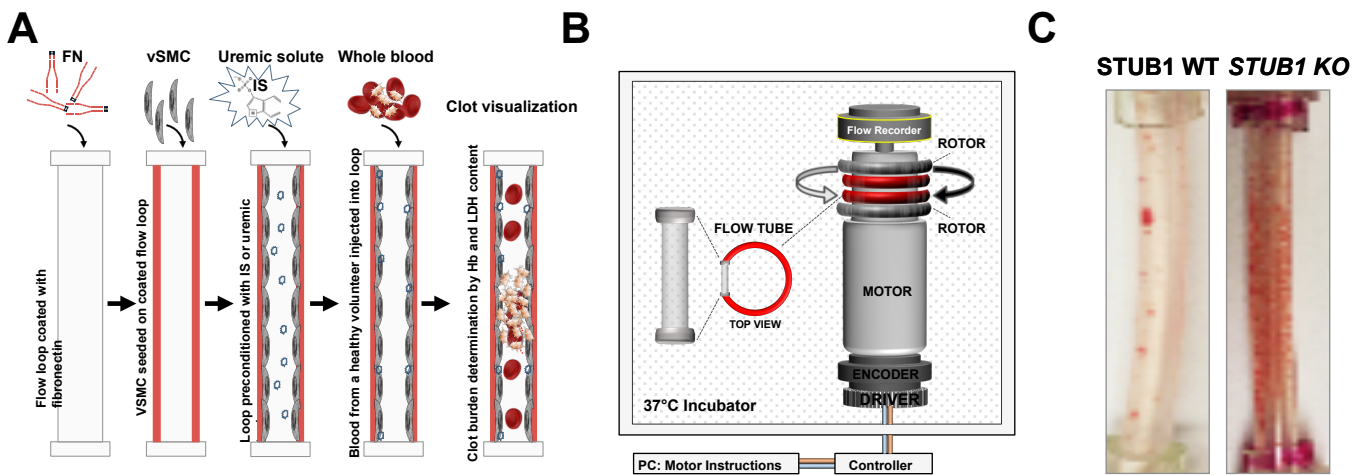 A
FN
vSMC
Uremic solute
IS
Whole blood
Clot visualization
Flow loop coated with
fibronectin
VSMC seeded on coated flow loop
Loop preconditioned with IS or uremic
Blood from a healthy volunteer injected into loop
Clot burden determination by Hb and LDH content
B
Flow Recorder
ROTOR
ROTOR
FLOW TUBE
TOP VIEW
MOTOR
ENCODER
DRIVER
37°C Incubator
PC: Motor Instructions
Controller
C
STUB1 WT STUB1 KO